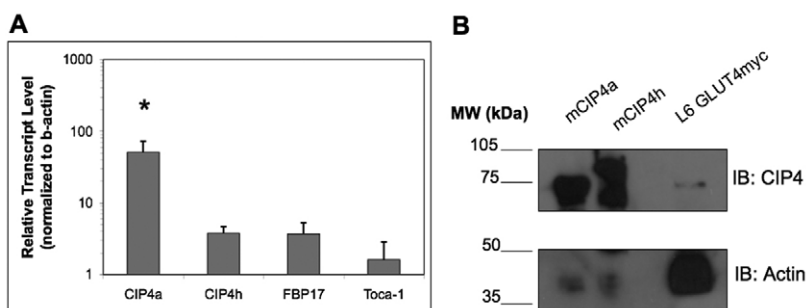 A
Relative Transcript Level
(normalized to b-actin)
1000
100
10
1
*
CIP4a
CIP4h
FBP17
Toca-1
B
MW (kDa)
mCIP4a
mCIP4h
L6 GLUT4myc
105
75
IB: CIP4
50
35
IB: Actin